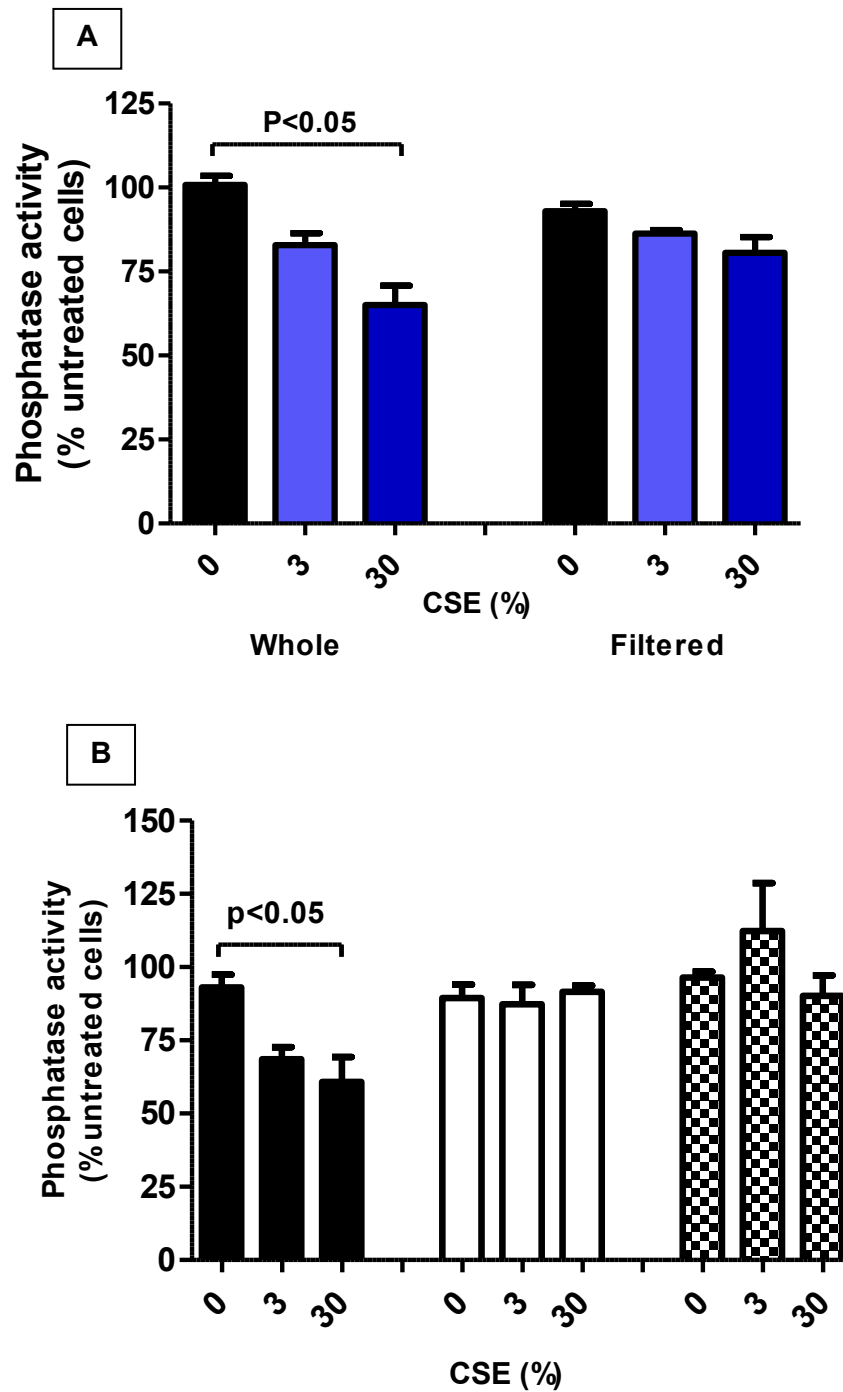 A
P<0.05
Phosphatase activity
(% untreated cells)
125
100
75
50
25
0
0 3 30 0 3 30
CSE (%)
Whole Filtered
B
p<0.05
Phosphatase activity
(% untreated cells)
150
125
100
75
50
25
0
0 3 30 0 3 30 0 3 30
CSE (%)